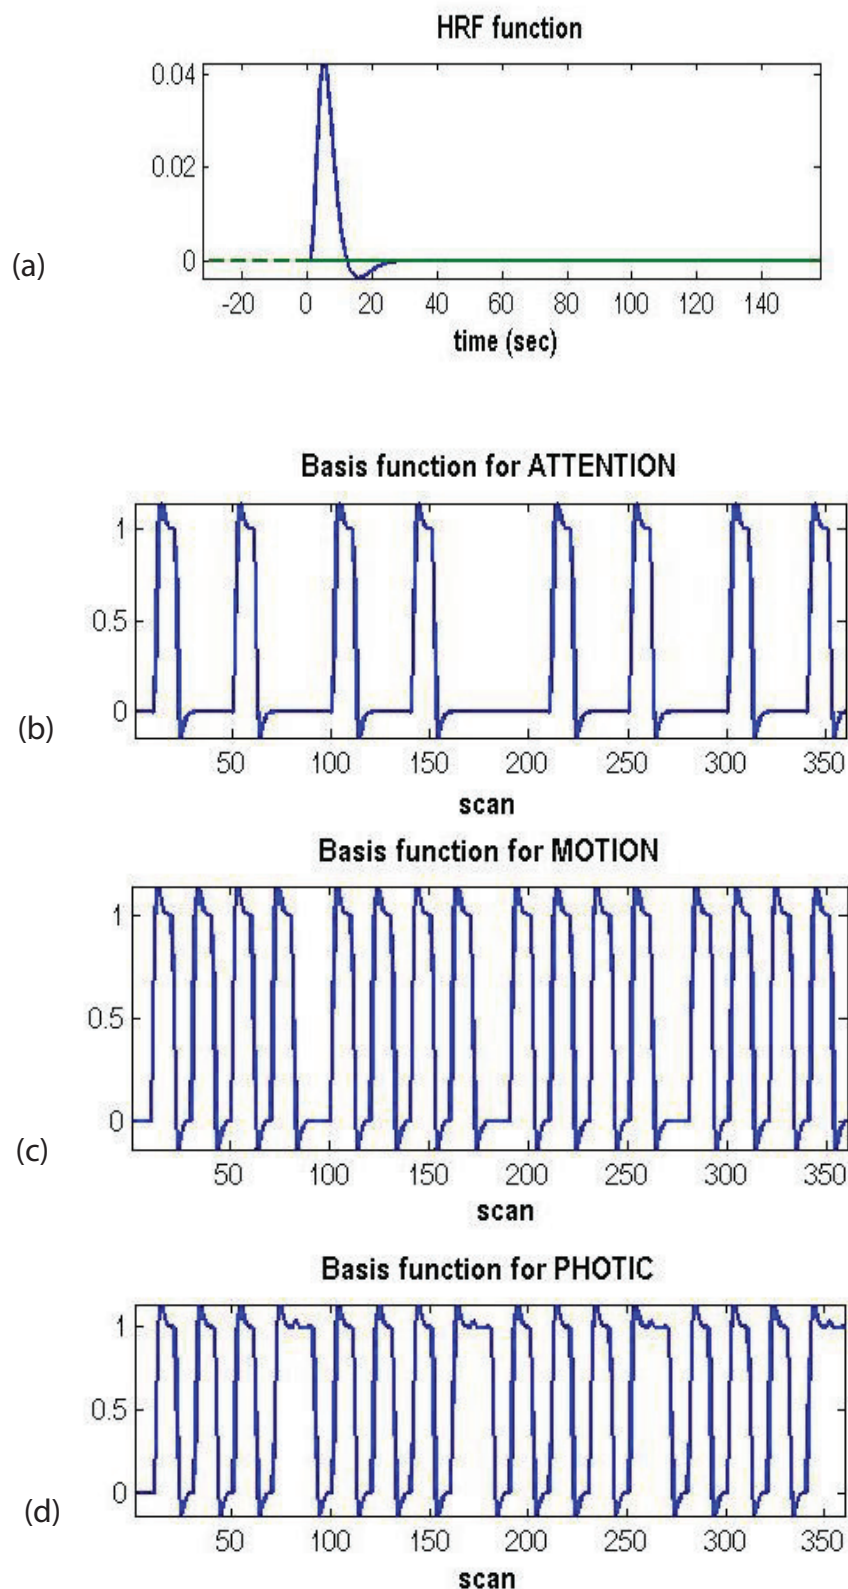 HRF function
0.04
0.02
0
(a)
-20 0 20 40 60 80 100 120 140
time (sec)
Basis function for ATTENTION
1
0.5
0
(b)
50 100 150 200 250 300 350
scan
Basis function for MOTION
1
0.5
0
(c)
50 100 150 200 250 300 350
scan
Basis function for PHOTIC
1
0.5
0
(d)
50 100 150 200 250 300 350
scan